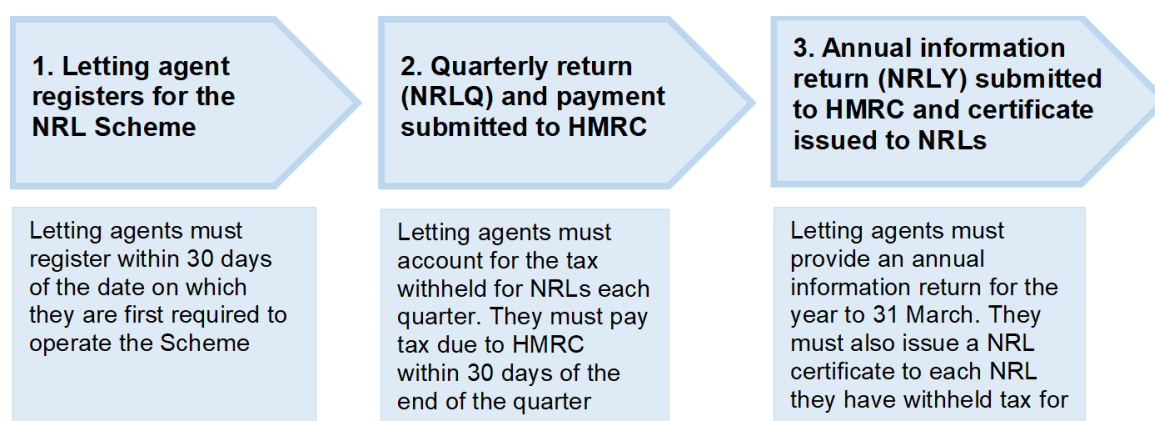 1. Letting agent
registers for the
NRL Scheme
2. Quarterly return
(NRLQ) and payment
submitted to HMRC
3. Annual information
return (NRLY) submitted
to HMRC and certificate
issued to NRLs
Letting agents must
register within 30 days
of the date on which
they are first required to
operate the Scheme
Letting agents must
account for the tax
withheld for NRLs each
quarter. They must pay
tax due to HMRC
within 30 days of the
end of the quarter
Letting agents must
provide an annual
information return for the
year to 31 March. They
must also issue a NRL
certificate to each NRL
they have withheld tax for